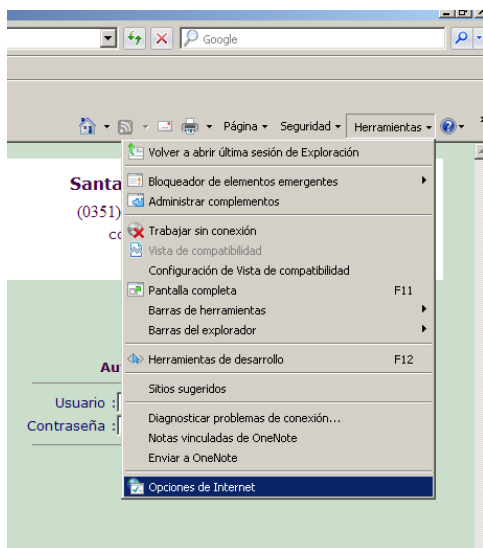 Google
Página Seguridad Herramientas
Volver a abrir última sesión de Exploración
Santa
Bloqueador de elementos emergentes
Administrar complementos
(0351)
Trabajar sin conexión
Vista de compatibilidad
Configuración de Vista de compatibilidad
Pantalla completa F11
Barras de herramientas
Barras del explorador
Au
Herramientas de desarrollo F12
Sitios sugeridos
Usuario :
Diagnosticar problemas de conexión...
Contraseña :
Notas vinculadas de OneNote
Enviar a OneNote
Opciones de Internet